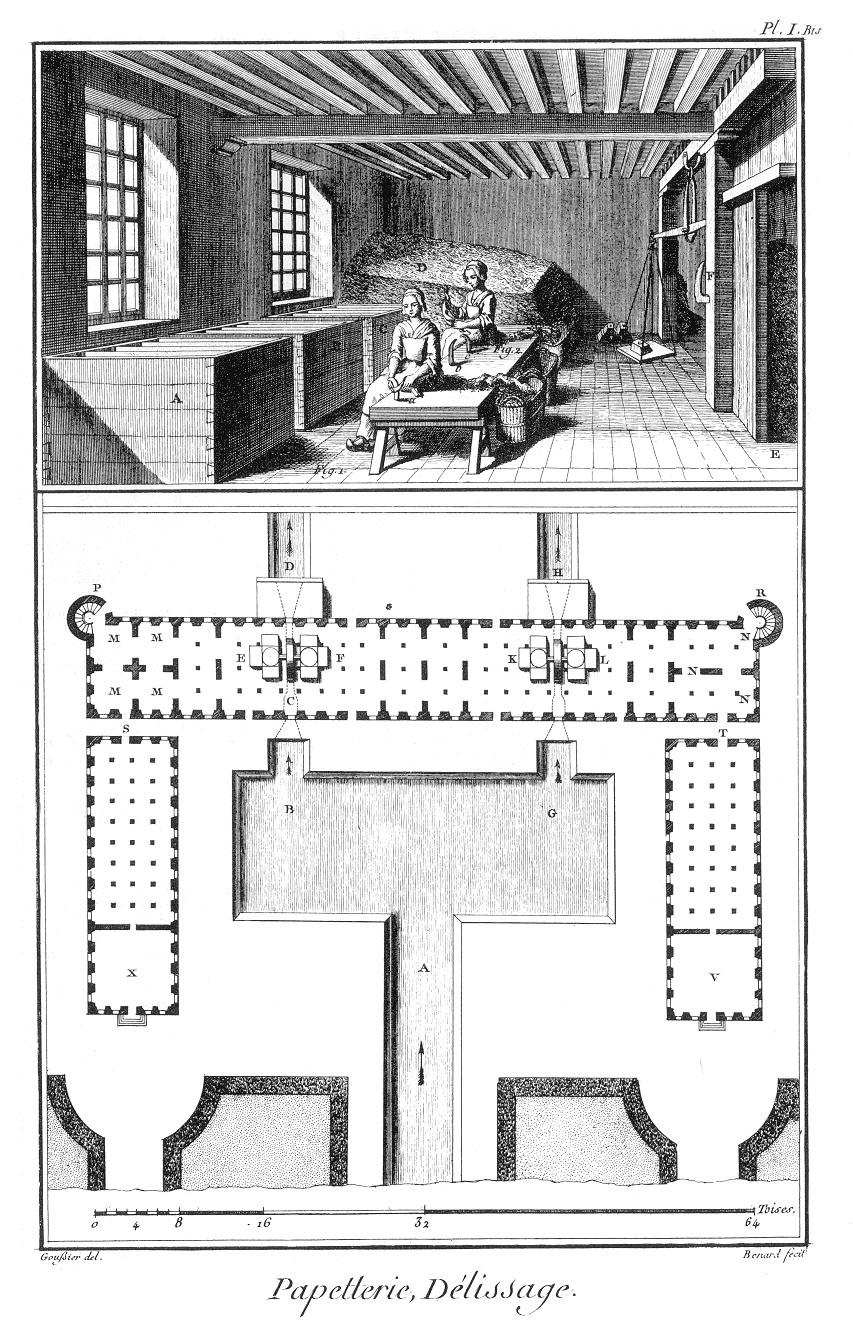 Pl. I. Bis
D
C
B
F
A
Fig. 2.
b
a
Fig. 1.
E
D
H
P
R
M M
N
E F
K L
N
M M
C
N
S
T
B
G
A
X
V
Toises.
0 4 8 16 32 64
Goußier del.
Benard fecit
Papetterie, Délissage.